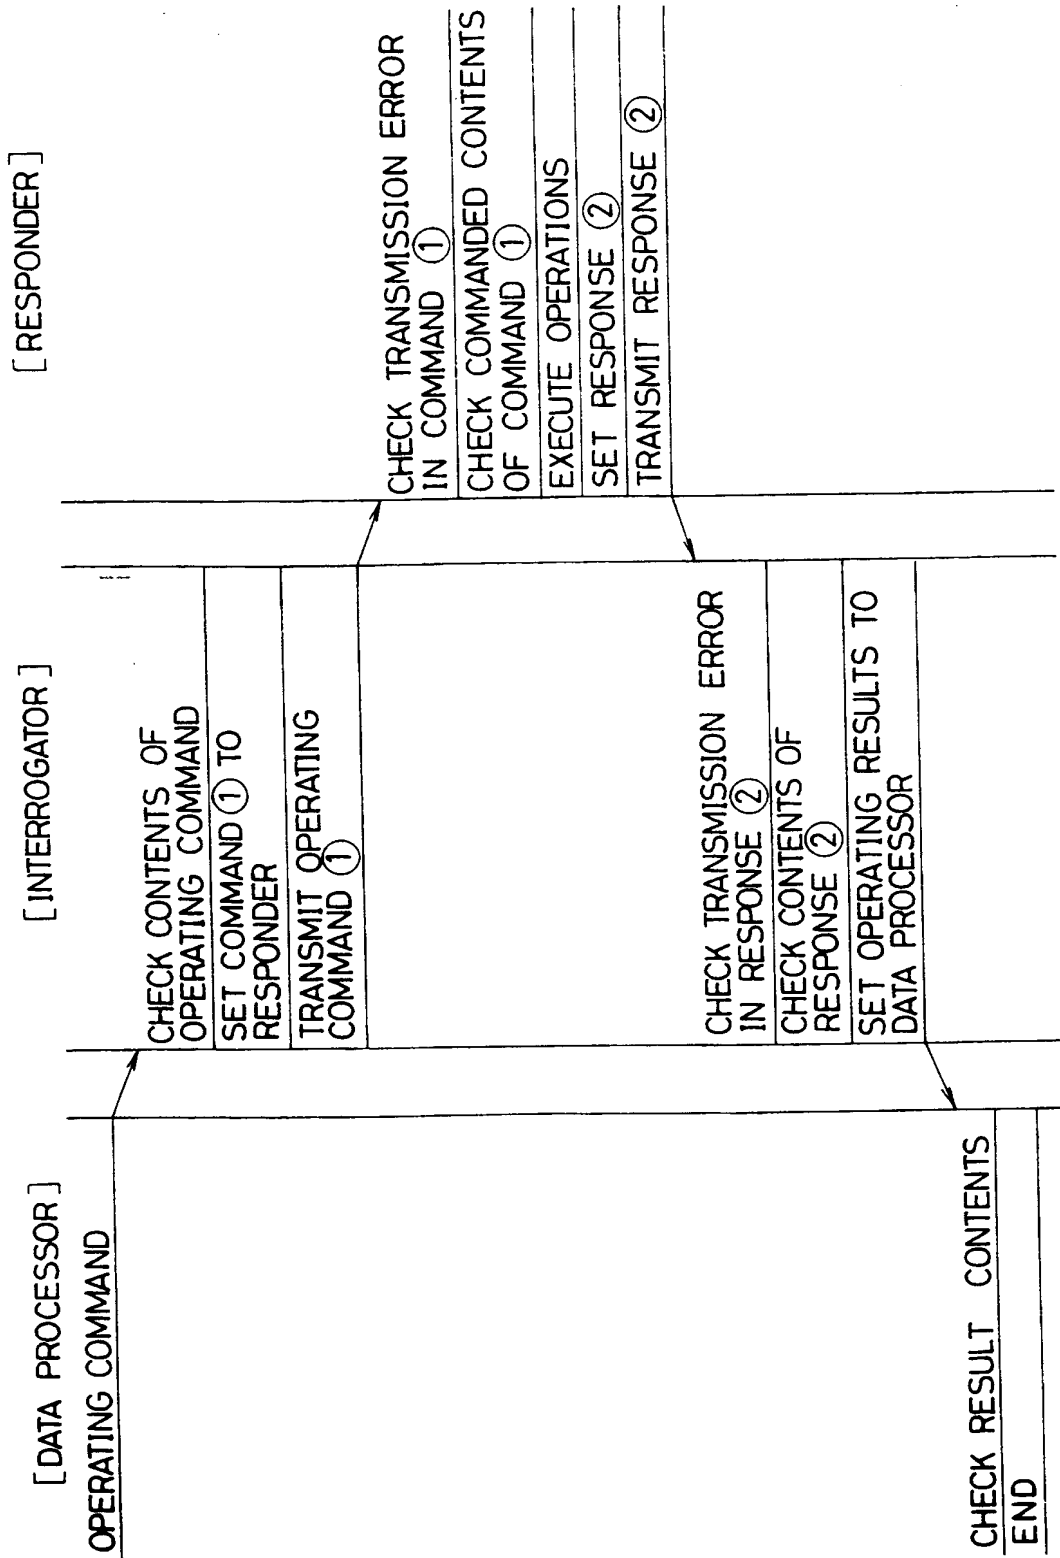 [DATA PROCESSOR]
[INTERROGATOR]
[RESPONDER]
OPERATING COMMAND
CHECK CONTENTS OF
OPERATING COMMAND
SET COMMAND ① TO
RESPONDER
TRANSMIT OPERATING
COMMAND ①
CHECK TRANSMISSION ERROR
IN COMMAND ①
CHECK COMMANDED CONTENTS
OF COMMAND ①
EXECUTE OPERATIONS
SET RESPONSE ②
TRANSMIT RESPONSE ②
CHECK TRANSMISSION ERROR
IN RESPONSE ②
CHECK CONTENTS OF
RESPONSE ②
SET OPERATING RESULTS TO
DATA PROCESSOR
CHECK RESULT CONTENTS
END